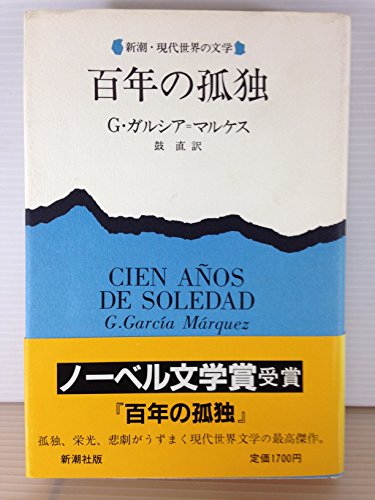 新潮・現代世界の文学
百年の孤独
G・ガルシア=マルケス
鼓 直 訳
CIEN AÑOS
DE SOLEDAD
G.García Márquez
ノーベル文学賞受賞
『百年の孤独』
孤独、栄光、悲劇がうずまく現代世界文学の最高傑作。
新潮社版
定価1700円